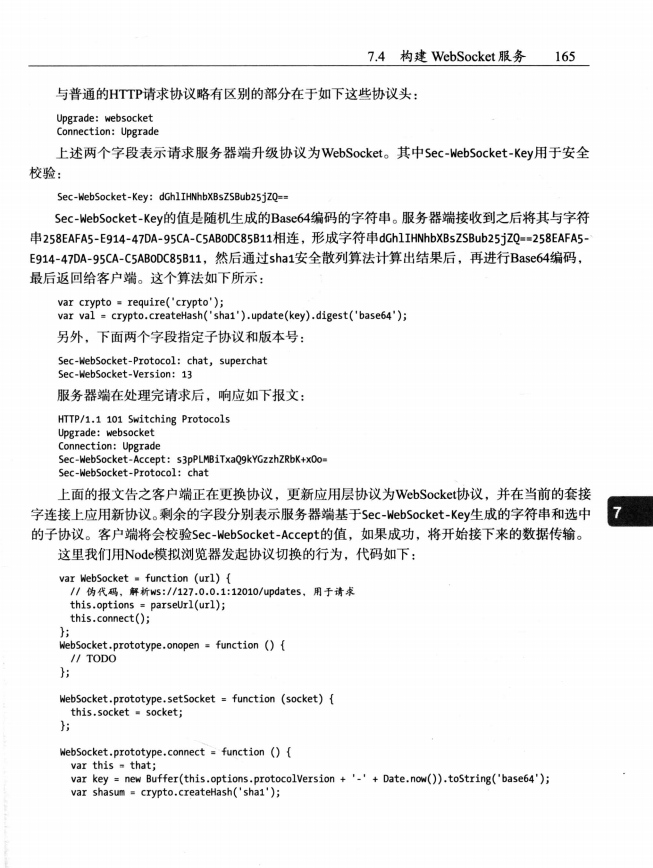 7.4 构建 WebSocket 服务 165
与普通的HTTP请求协议略有区别的部分在于如下这些协议头：
Upgrade: websocket
Connection: Upgrade
上述两个字段表示请求服务器端升级协议为WebSocket。其中Sec-WebSocket-Key用于安全
校验：
Sec-WebSocket-Key: dGhlIHNhbXBsZSBub25jZQ==
Sec-WebSocket-Key的值是随机生成的Base64编码的字符串。服务器端接收到之后将其与字符
串258EAFA5-E914-47DA-95CA-C5AB0DC85B11相连，形成字符串dGhlIHNhbXBsZSBub25jZQ==258EAFA5-
E914-47DA-95CA-C5AB0DC85B11，然后通过sha1安全散列算法计算出结果后，再进行Base64编码，
最后返回给客户端。这个算法如下所示：
var crypto = require('crypto');
var val = crypto.createHash('sha1').update(key).digest('base64');
另外，下面两个字段指定子协议和版本号：
Sec-WebSocket-Protocol: chat, superchat
Sec-WebSocket-Version: 13
服务器端在处理完请求后，响应如下报文：
HTTP/1.1 101 Switching Protocols
Upgrade: websocket
Connection: Upgrade
Sec-WebSocket-Accept: s3pPLMBiTxaQ9kYGzzhZRbK+xOo=
Sec-WebSocket-Protocol: chat
上面的报文告之客户端正在更换协议，更新应用层协议为WebSocket协议，并在当前的套接
字连接上应用新协议。剩余的字段分别表示服务器端基于Sec-WebSocket-Key生成的字符串和选中
7
的子协议。客户端将会校验Sec-WebSocket-Accept的值，如果成功，将开始接下来的数据传输。
这里我们用Node模拟浏览器发起协议切换的行为，代码如下：
var WebSocket = function (url) {
// 伪代码，解析ws://127.0.0.1:12010/updates，用于请求
this.options = parseUrl(url);
this.connect();
};
WebSocket.prototype.onopen = function () {
// TODO
};
WebSocket.prototype.setSocket = function (socket) {
this.socket = socket;
};
WebSocket.prototype.connect = function () {
var this = that;
var key = new Buffer(this.options.protocolVersion + '-' + Date.now()).toString('base64');
var shasum = crypto.createHash('sha1');